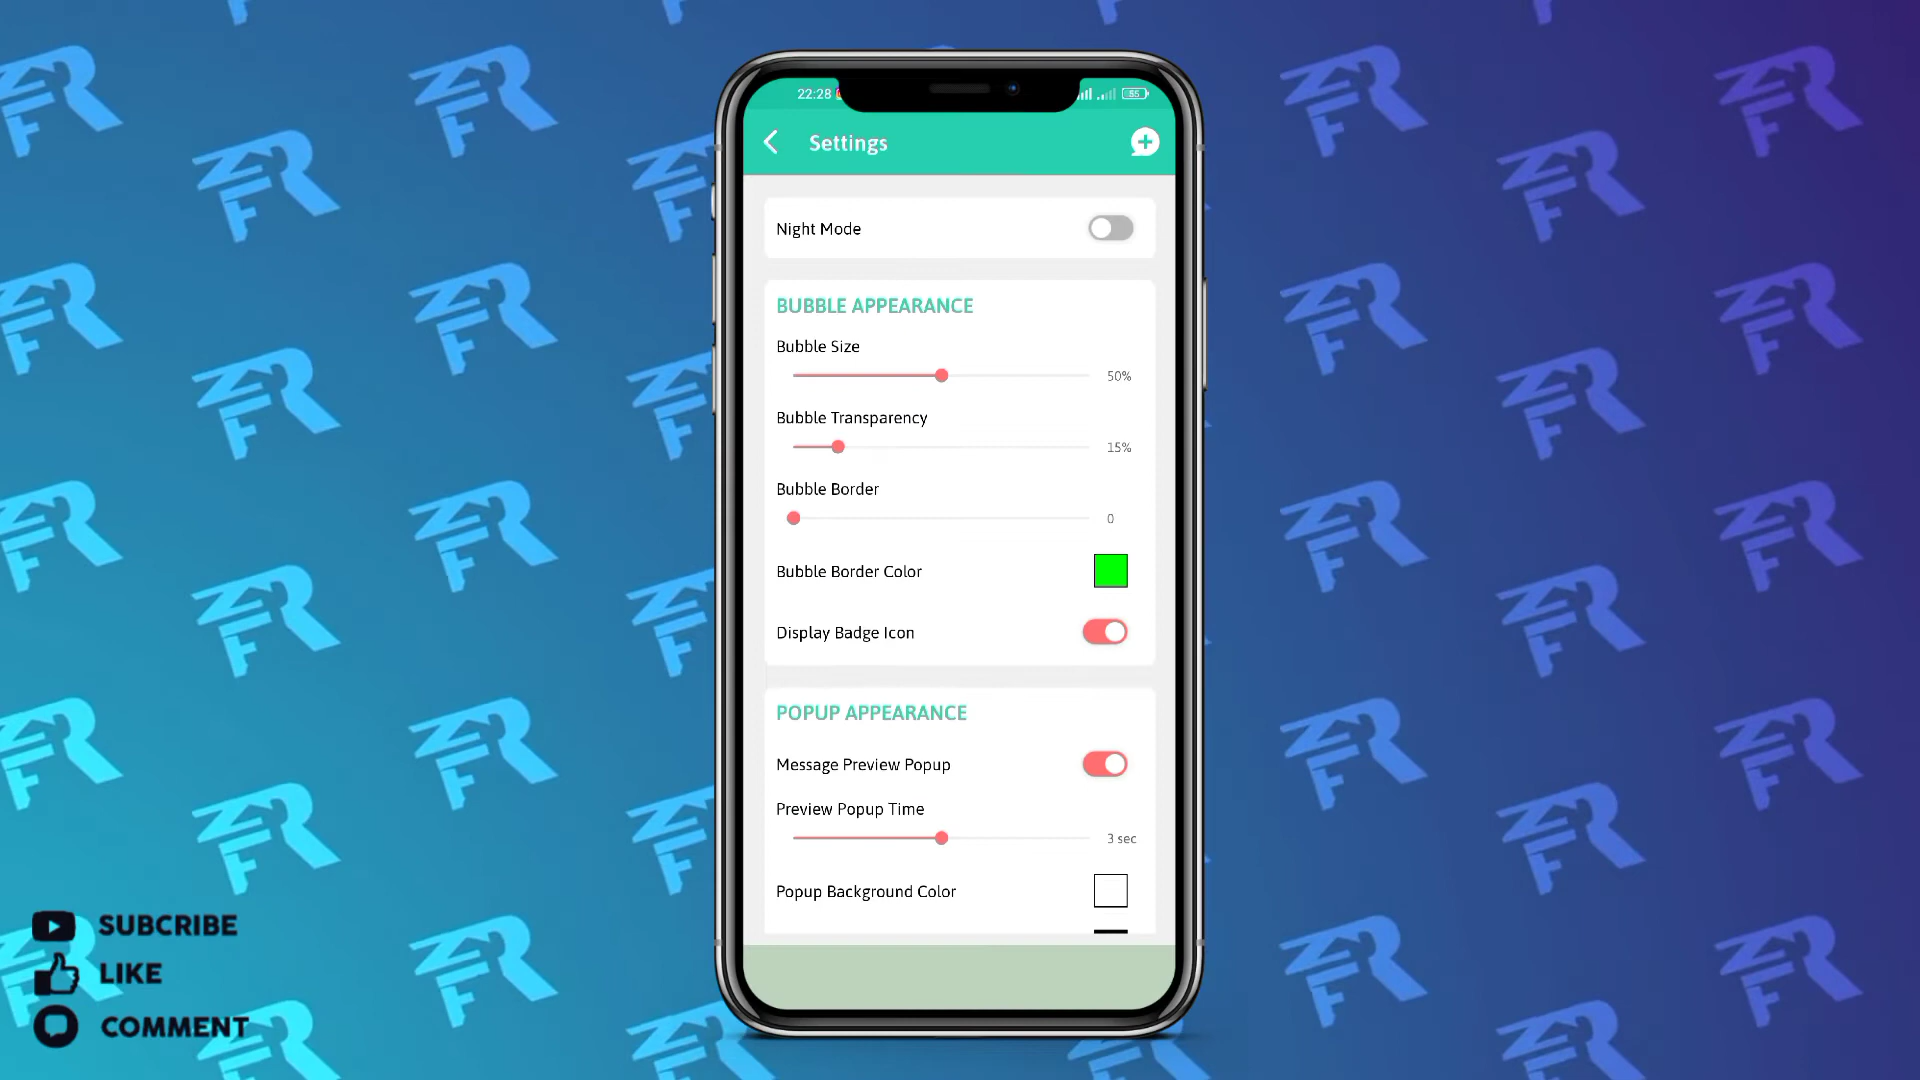 22:28
55
Settings
Night Mode
BUBBLE APPEARANCE
Bubble Size
50%
Bubble Transparency
15%
Bubble Border
0
Bubble Border Color
Display Badge Icon
POPUP APPEARANCE
Message Preview Popup
Preview Popup Time
3 sec
Popup Background Color
SUBCRIBE
LIKE
COMMENT